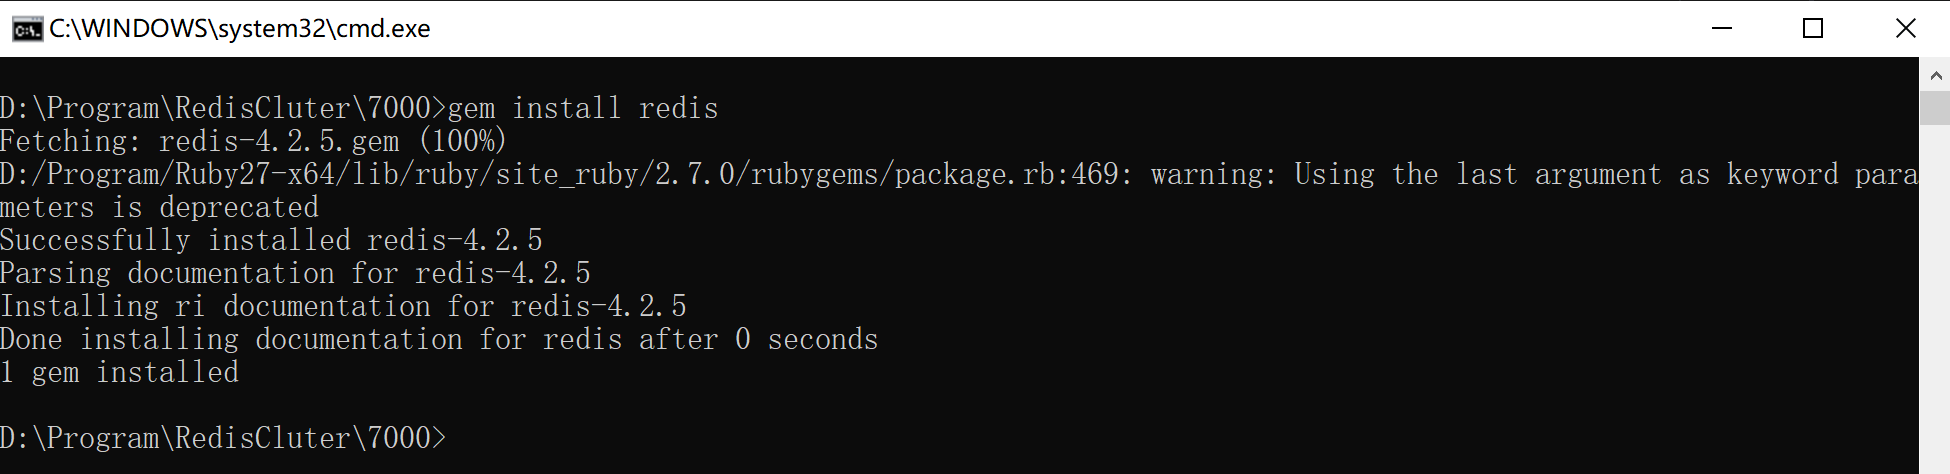 C:\WINDOWS\system32\cmd.exe
D:\Program\RedisCluter\7000>gem install redis
Fetching: redis-4.2.5.gem (100%)
D:/Program/Ruby27-x64/lib/ruby/site_ruby/2.7.0/rubygems/package.rb:469: warning: Using the last argument as keyword para
meters is deprecated
Successfully installed redis-4.2.5
Parsing documentation for redis-4.2.5
Installing ri documentation for redis-4.2.5
Done installing documentation for redis after 0 seconds
1 gem installed
D:\Program\RedisCluter\7000>